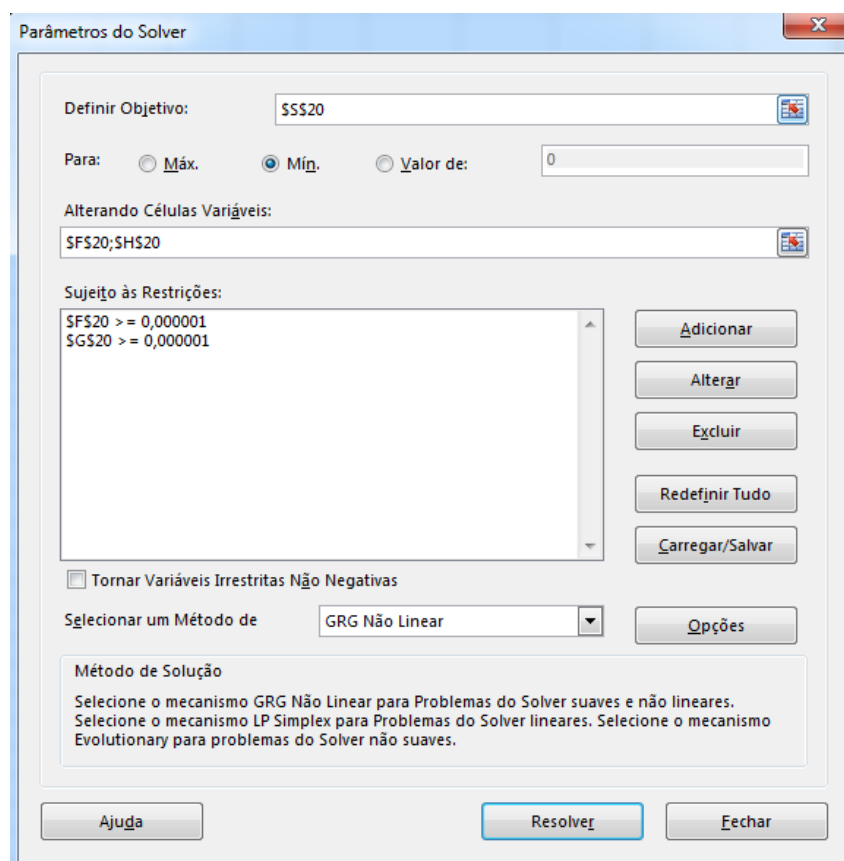 Parâmetros do Solver
x
Definir Objetivo: $S$20
Para: Máx. Mín. Valor de: 0
Alterando Células Variáveis:
$F$20;$H$20
Sujeito às Restrições:
$F$20 >= 0,000001
$G$20 >= 0,000001
Adicionar
Alterar
Excluir
Redefinir Tudo
Carregar/Salvar
Tornar Variáveis Irrestritas Não Negativas
Selecionar um Método de GRG Não Linear Opções
Método de Solução
Selecione o mecanismo GRG Não Linear para Problemas do Solver suaves e não lineares.
Selecione o mecanismo LP Simplex para Problemas do Solver lineares. Selecione o mecanismo
Evolutionary para problemas do Solver não suaves.
Ajuda Resolver Fechar